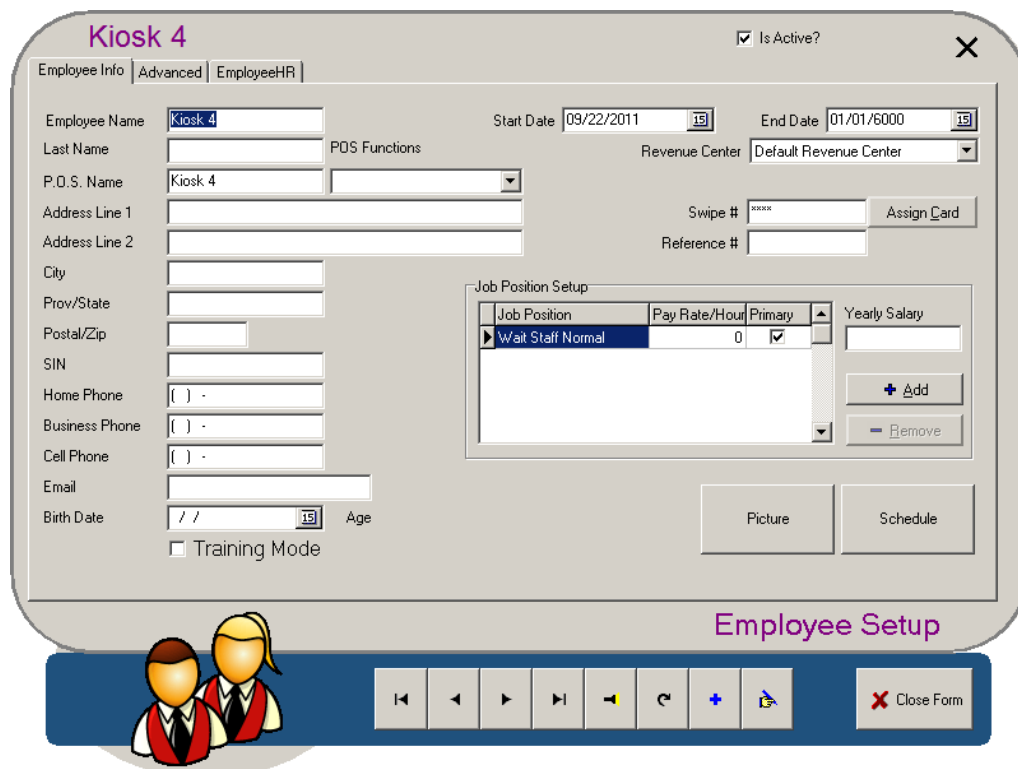 Kiosk 4
Is Active?
Employee Info Advanced EmployeeHR
Employee Name Kiosk 4 Start Date 09/22/2011 15 End Date 01/01/6000 15
Last Name POS Functions Revenue Center Default Revenue Center
P.O.S. Name Kiosk 4
Address Line 1 Swipe # **** Assign Card
Address Line 2 Reference #
City
Prov/State
Postal/Zip
SIN
Home Phone ( ) -
Business Phone ( ) -
Cell Phone ( ) -
Email
Birth Date / / 15 Age
Training Mode
Job Position Setup
Job Position Pay Rate/Hour Primary Yearly Salary
Wait Staff Normal 0
Add
Remove
Picture Schedule
Employee Setup
Close Form